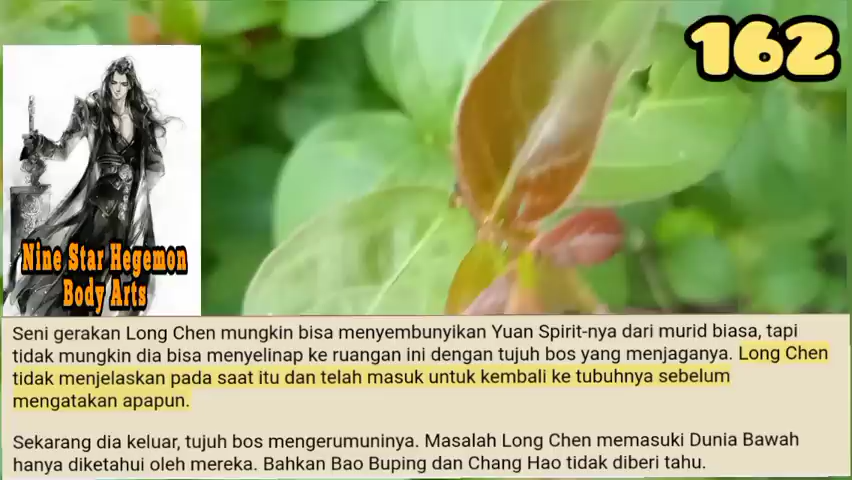 162
Nine Star Hegemon
Body Arts
Seni gerakan Long Chen mungkin bisa menyembunyikan Yuan Spirit-nya dari murid biasa, tapi
tidak mungkin dia bisa menyelinap ke ruangan ini dengan tujuh bos yang menjaganya. Long Chen
tidak menjelaskan pada saat itu dan telah masuk untuk kembali ke tubuhnya sebelum
mengatakan apapun.
Sekarang dia keluar, tujuh bos mengerumuninya. Masalah Long Chen memasuki Dunia Bawah
hanya diketahui oleh mereka. Bahkan Bao Buping dan Chang Hao tidak diberi tahu.